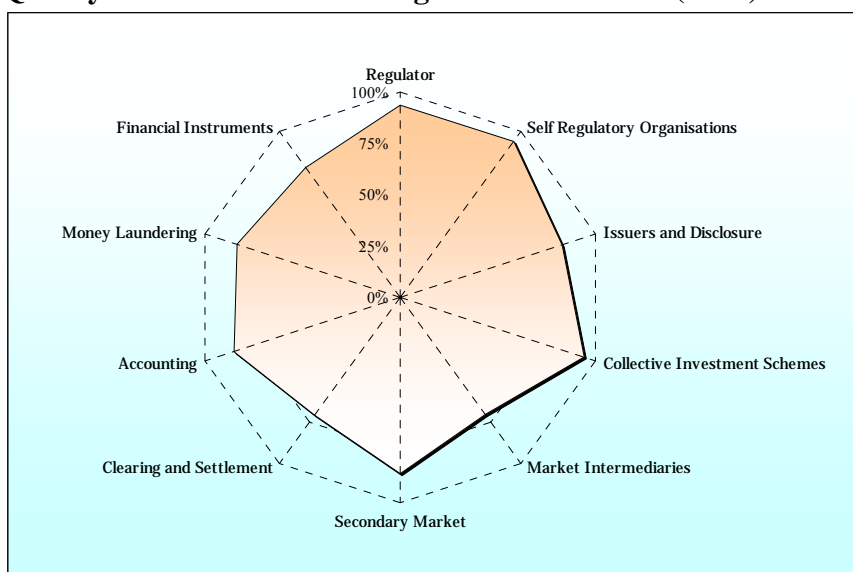 Regulator
100%
Financial Instruments
Self Regulatory Organisations
75%
50%
Money Laundering
Issuers and Disclosure
25%
0%
Accounting
Collective Investment Schemes
Clearing and Settlement
Market Intermediaries
Secondary Market